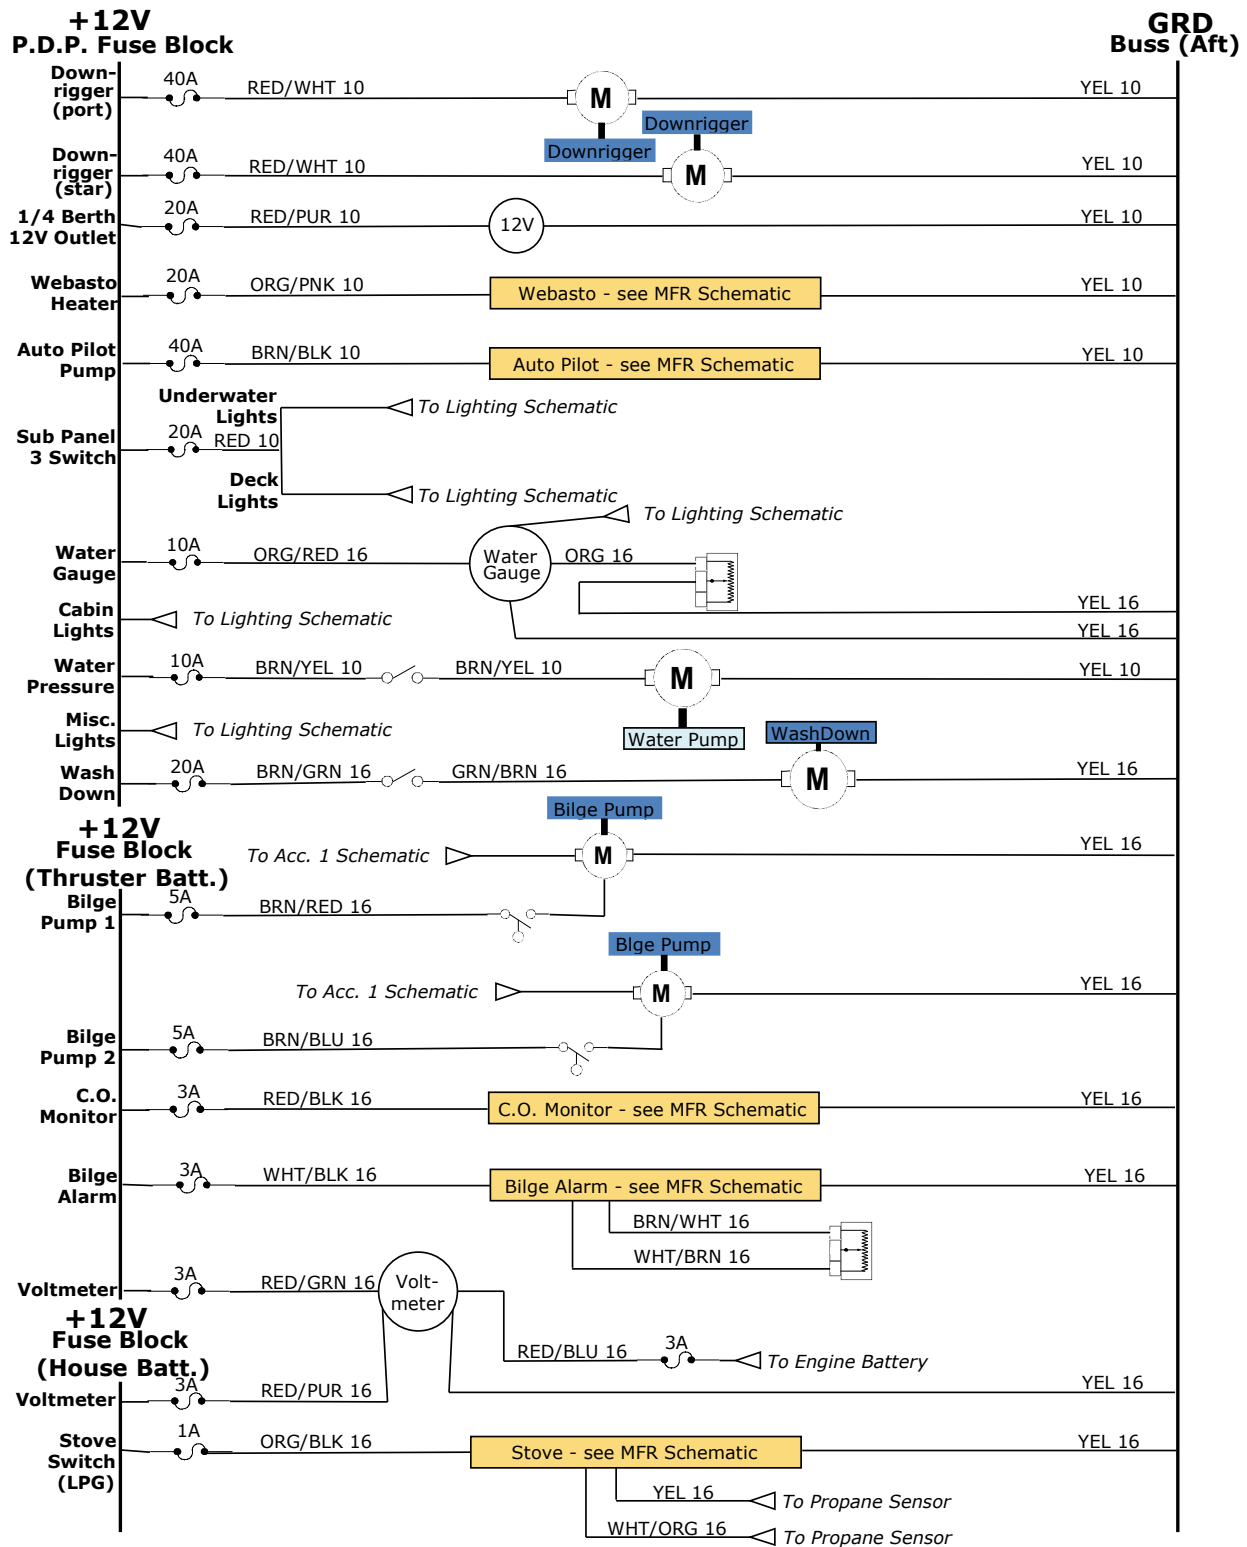 +12V
P.D.P. Fuse Block
GRD
Buss (Aft)
Down-
rigger
(port)
40A
RED/WHT 10
M
YEL 10
Downrigger
Downrigger
Down-
rigger
(star)
40A
RED/WHT 10
M
YEL 10
1/4 Berth
12V Outlet
20A
RED/PUR 10
12V
YEL 10
Webasto
Heater
20A
ORG/PNK 10
Webasto - see MFR Schematic
YEL 10
Auto Pilot
Pump
40A
BRN/BLK 10
Auto Pilot - see MFR Schematic
YEL 10
Underwater
Lights
To Lighting Schematic
Sub Panel
3 Switch
20A
RED 10
Deck
Lights
To Lighting Schematic
To Lighting Schematic
Water
Gauge
10A
ORG/RED 16
Water
Gauge
ORG 16
YEL 16
YEL 16
Cabin
Lights
To Lighting Schematic
Water
Pressure
10A
BRN/YEL 10
BRN/YEL 10
M
YEL 10
Water Pump
Misc.
Lights
To Lighting Schematic
WashDown
Wash
Down
20A
BRN/GRN 16
GRN/BRN 16
M
YEL 16
+12V
Fuse Block
(Thruster Batt.)
Bilge Pump
To Acc. 1 Schematic
M
YEL 16
Bilge
Pump 1
5A
BRN/RED 16
Blge Pump
To Acc. 1 Schematic
M
YEL 16
Bilge
Pump 2
5A
BRN/BLU 16
C.O.
Monitor
3A
RED/BLK 16
C.O. Monitor - see MFR Schematic
YEL 16
Bilge
Alarm
3A
WHT/BLK 16
Bilge Alarm - see MFR Schematic
YEL 16
BRN/WHT 16
WHT/BRN 16
Voltmeter
3A
RED/GRN 16
Volt-
meter
+12V
Fuse Block
(House Batt.)
RED/BLU 16
3A
To Engine Battery
Voltmeter
3A
RED/PUR 16
YEL 16
Stove
Switch
(LPG)
1A
ORG/BLK 16
Stove - see MFR Schematic
YEL 16
YEL 16
To Propane Sensor
WHT/ORG 16
To Propane Sensor